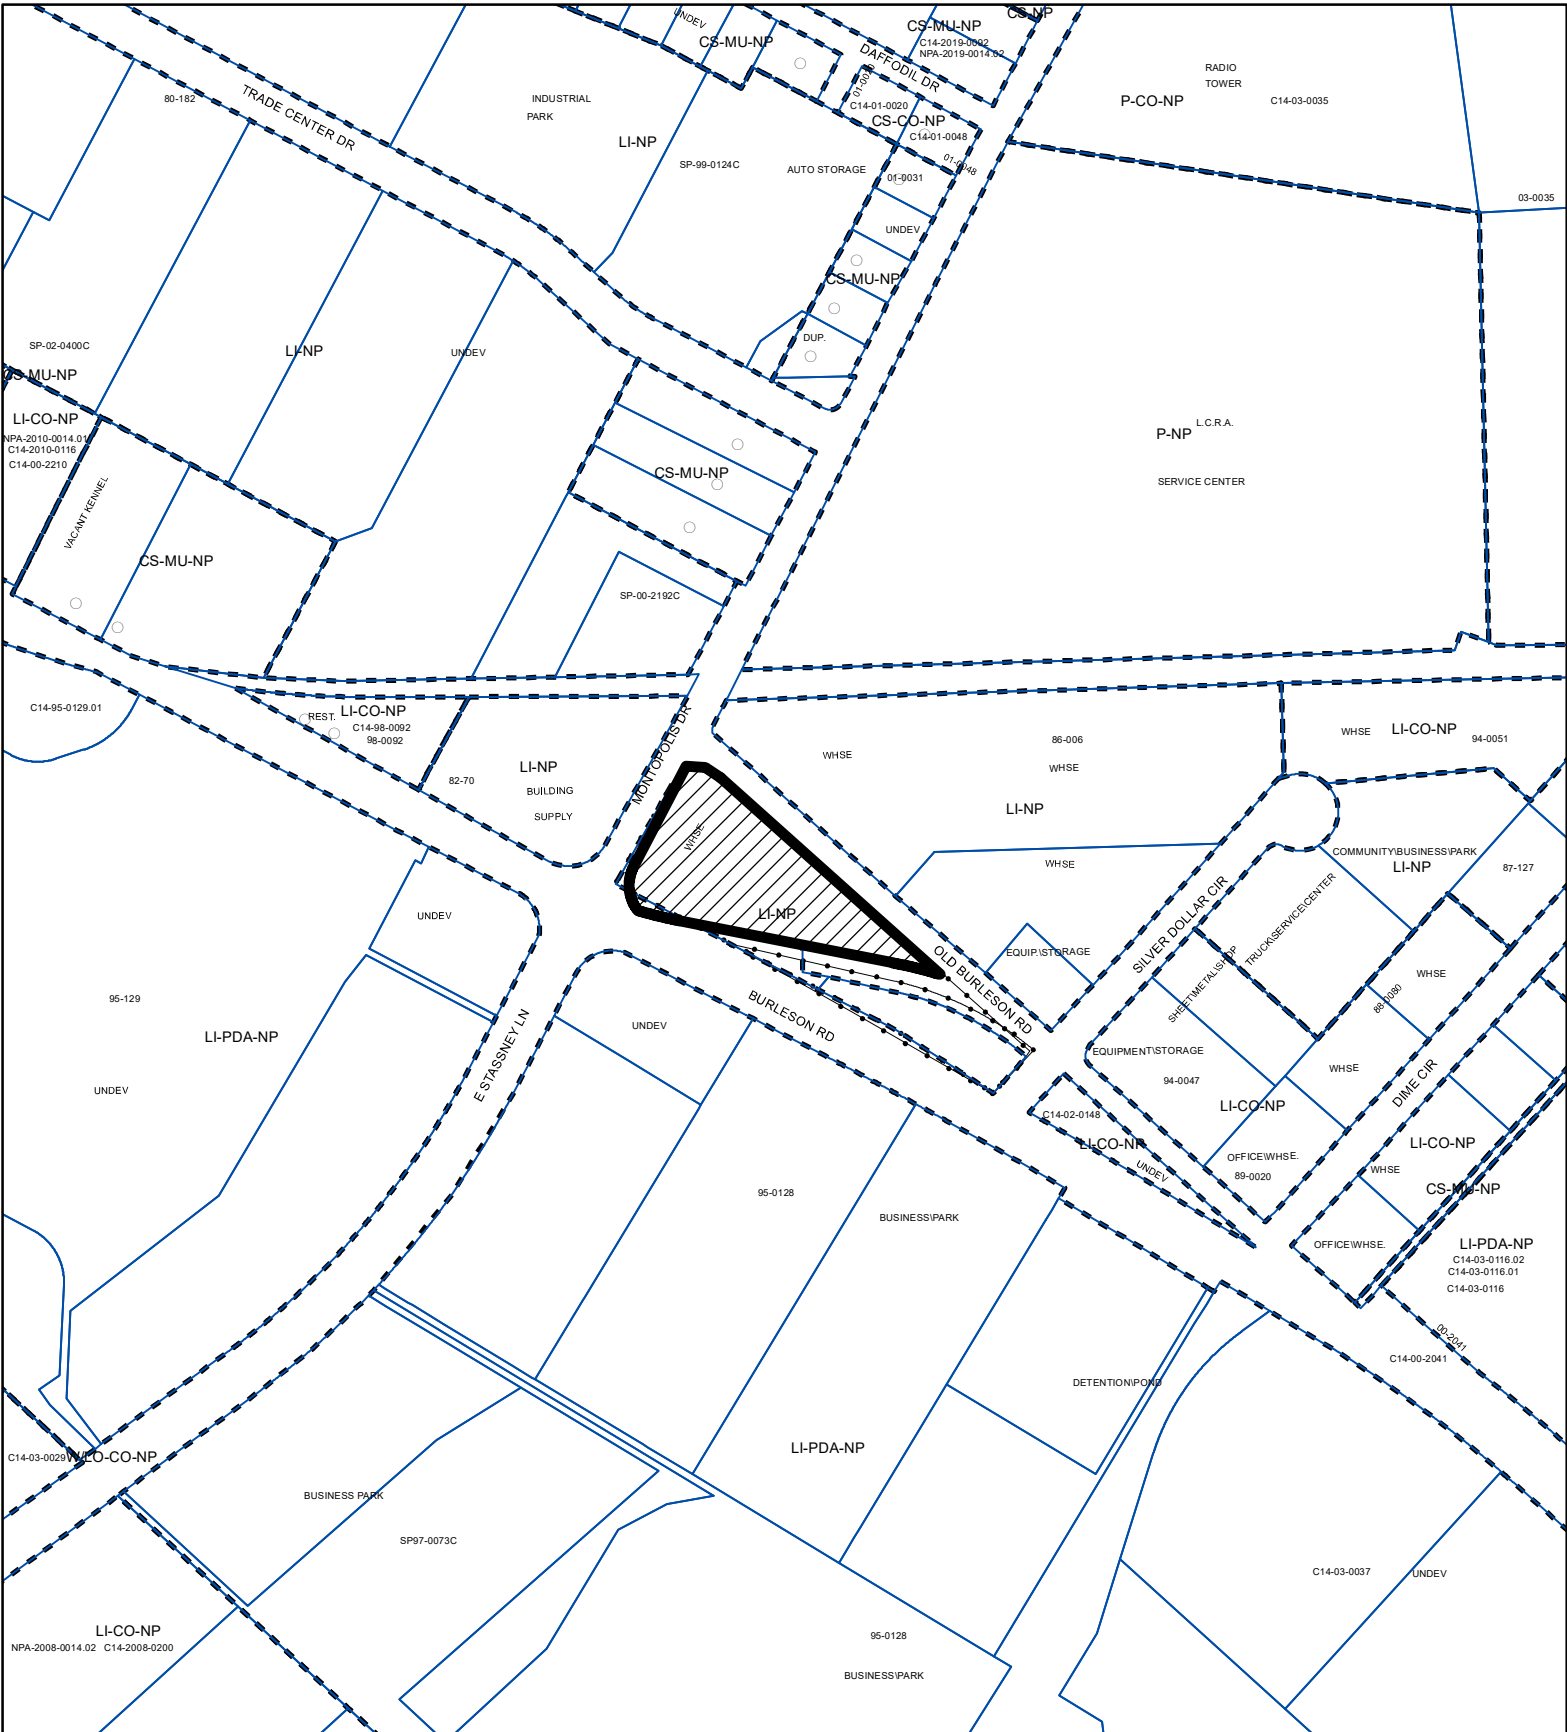 UNDEV
CS-MU-NP
CS-MU-NP
C14-2019-0092
NPA-2019-0014.02
CS-NP
DAFFODIL DR
01-0020
C14-01-0020
CS-CO-NP
C14-01-0048
01-0048
01-0031
RADIO
TOWER
P-CO-NP
C14-03-0035
03-0035
80-182
TRADE CENTER DR
INDUSTRIAL
PARK
LI-NP
SP-99-0124C
AUTO STORAGE
UNDEV
CS-MU-NP
DUP.
SP-02-0400C
CS-MU-NP
LI-NP
UNDEV
LI-CO-NP
NPA-2010-0014.01
C14-2010-0116
C14-00-2210
VACANT KENNEL
CS-MU-NP
CS-MU-NP
SP-00-2192C
P-NP
L.C.R.A.
SERVICE CENTER
C14-95-0129.01
REST.
LI-CO-NP
C14-98-0092
98-0092
82-70
LI-NP
BUILDING
SUPPLY
MONTOPOLIS DR
WHSE
LI-NP
WHSE
86-006
WHSE
LI-NP
WHSE
WHSE
LI-CO-NP
94-0051
COMMUNITY\BUSINESS\PARK
LI-NP
87-127
EQUIP.\STORAGE
SILVER DOLLAR CIR
TRUCK\SERVICE\CENTER
SHEET\METAL\SHOP
WHSE
88-0080
UNDEV
95-129
LI-PDA-NP
UNDEV
E STASSNEY LN
UNDEV
BURLESON RD
OLD BURLESON RD
EQUIPMENT\STORAGE
94-0047
WHSE
DIME CIR
LI-CO-NP
C14-02-0148
LI-CO-NP
UNDEV
OFFICE\WHSE.
89-0020
LI-CO-NP
WHSE
CS-MU-NP
OFFICE\WHSE.
LI-PDA-NP
C14-03-0116.02
C14-03-0116.01
C14-03-0116
00-2041
C14-00-2041
95-0128
BUSINESS\PARK
DETENTION\POND
LI-PDA-NP
C14-03-0029
W/LO-CO-NP
BUSINESS PARK
SP97-0073C
C14-03-0037
UNDEV
LI-CO-NP
NPA-2008-0014.02
C14-2008-0200
95-0128
BUSINESS\PARK